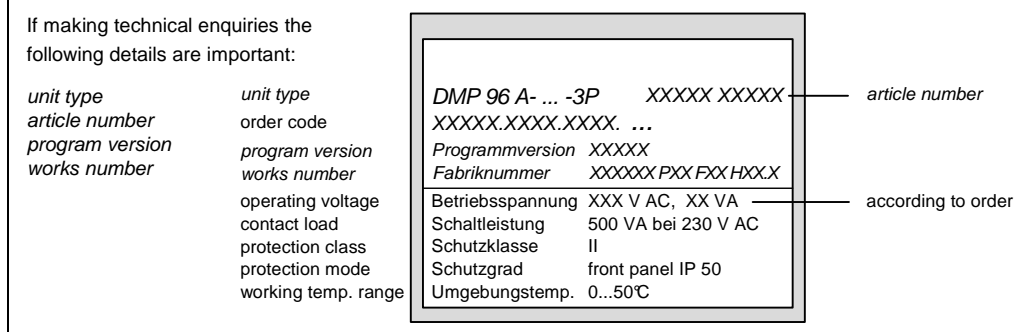 If making technical enquiries the
following details are important:
unit type
article number
program version
works number
unit type DMP 96 A- ... -3P XXXXX XXXXX article number
order code XXXXX.XXXX.XXXX. ...
program version Programmversion XXXXX
works number Fabriknummer XXXXXX PXX FXX HXX.X
operating voltage Betriebsspannung XXX V AC, XX VA according to order
contact load Schaltleistung 500 VA bei 230 V AC
protection class Schutzklasse II
protection mode Schutzgrad front panel IP 50
working temp. range Umgebungstemp. 0...50°C